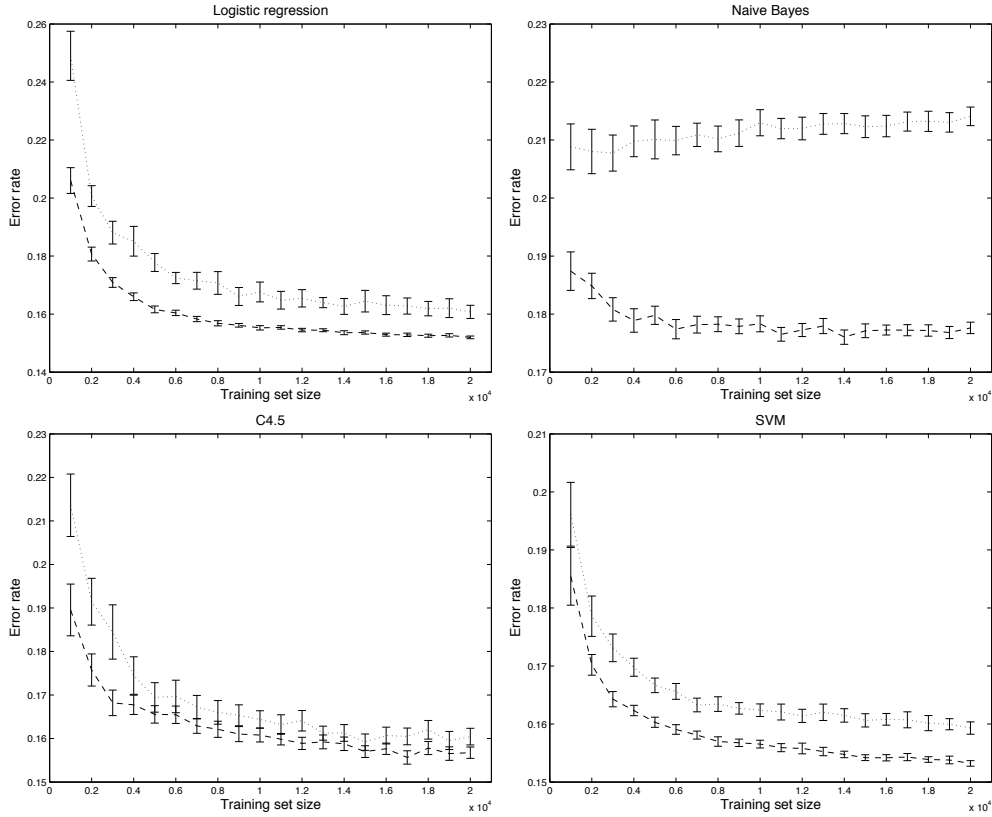 Logistic regression
0.26
0.24
0.22
0.2
0.18
0.16
0.14
Error rate
0 0.2 0.4 0.6 0.8 1 1.2 1.4 1.6 1.8 2
Training set size
x 10^4
Naive Bayes
0.23
0.22
0.21
0.2
0.19
0.18
0.17
Error rate
0 0.2 0.4 0.6 0.8 1 1.2 1.4 1.6 1.8 2
Training set size
x 10^4
C4.5
0.23
0.22
0.21
0.2
0.19
0.18
0.17
0.16
0.15
Error rate
0 0.2 0.4 0.6 0.8 1 1.2 1.4 1.6 1.8 2
Training set size
x 10^4
SVM
0.21
0.2
0.19
0.18
0.17
0.16
0.15
Error rate
0 0.2 0.4 0.6 0.8 1 1.2 1.4 1.6 1.8 2
Training set size
x 10^4